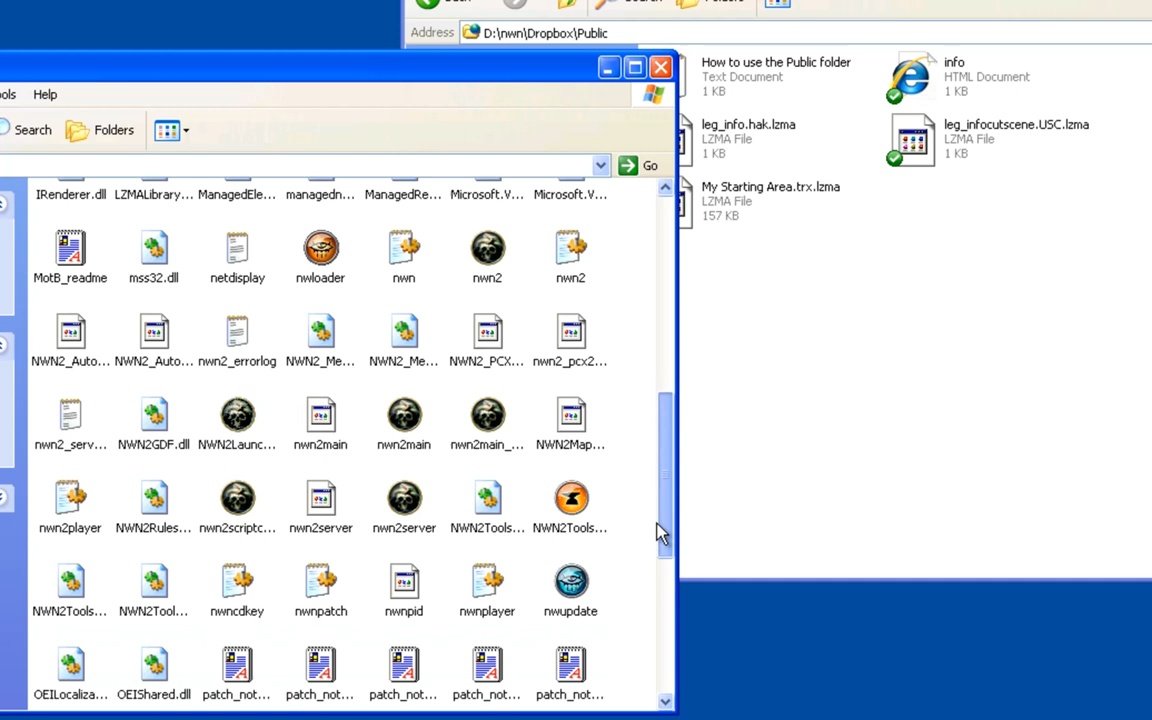 Address D:\nwn\Dropbox\Public
How to use the Public folder
Text Document
1 KB
info
HTML Document
1 KB
leg_info.hak.lzma
LZMA File
1 KB
leg_infocutscene.USC.lzma
LZMA File
1 KB
My Starting Area.trx.lzma
LZMA File
157 KB
ols Help
Search Folders
Go
IRenderer.dll LZMALibrary... ManagedEle... managedn... ManagedRe... Microsoft.V... Microsoft.V...
MotB_readme mss32.dll netdisplay nwloader nwn nwn2 nwn2
NWN2_Auto... NWN2_Auto... nwn2_errorlog NWN2_Me... NWN2_Me... NWN2_PCX... nwn2_pcx2...
nwn2_serv... NWN2GDF.dll NWN2Launc... nwn2main nwn2main nwn2main_... NWN2Map...
nwn2player NWN2Rules... nwn2scriptc... nwn2server nwn2server NWN2Tools... NWN2Tools...
NWN2Tools... NWN2Tool... nwncdkey nwnpatch nwnpid nwnplayer nwupdate
OEILocaliza... OEIShared.dll patch_not... patch_not... patch_not... patch_not... patch_not...